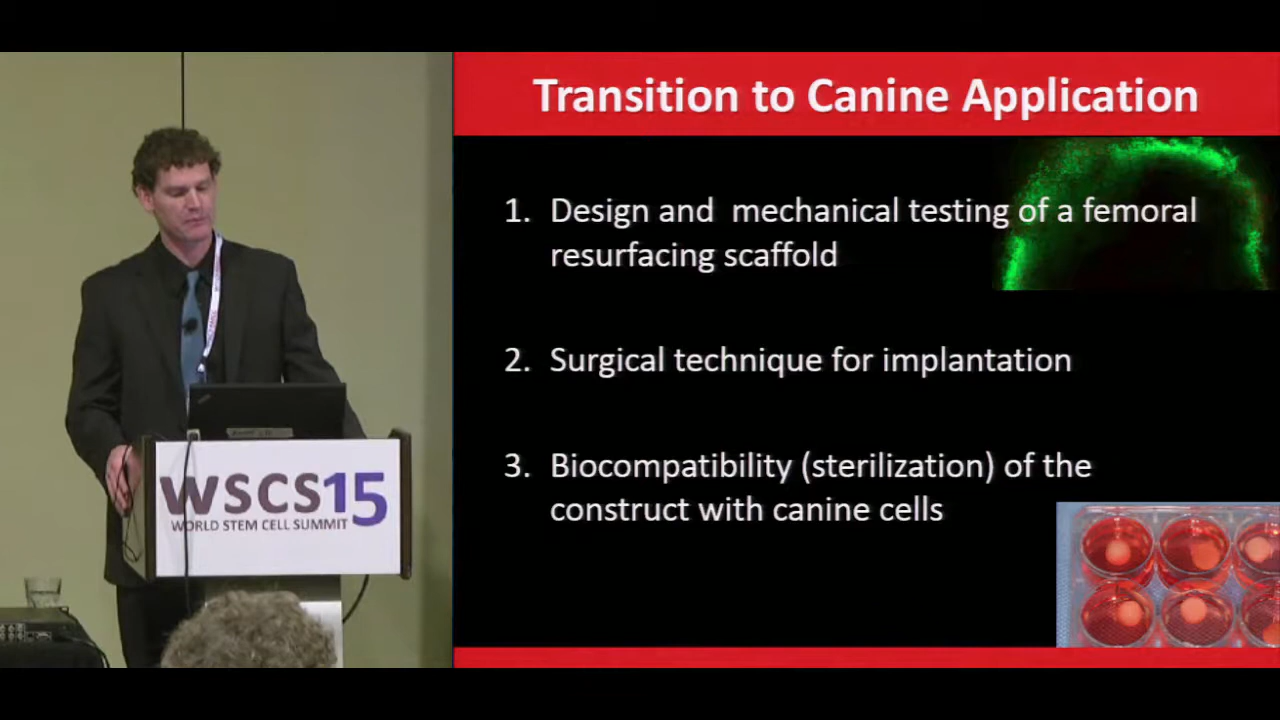 Transition to Canine Application
1. Design and mechanical testing of a femoral
resurfacing scaffold
2. Surgical technique for implantation
3. Biocompatibility (sterilization) of the
construct with canine cells
WSCS15
WORLD STEM CELL SUMMIT